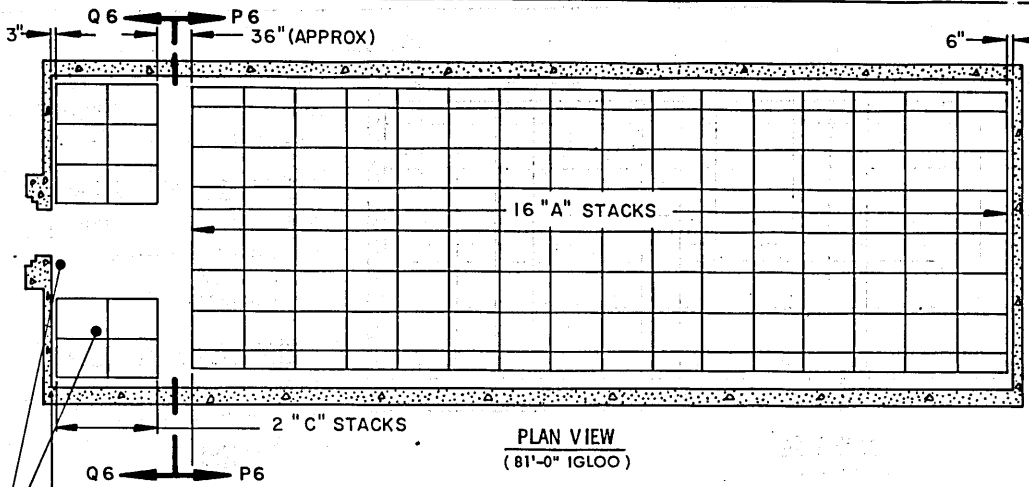 Q6 P6
3"
36" (APPROX)
6"
16 "A" STACKS
2 "C" STACKS
PLAN VIEW
(81'-0" IGLOO)
Q6 P6